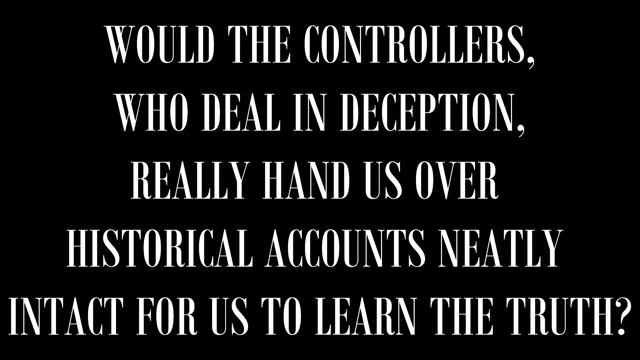 WOULD THE CONTROLLERS,
WHO DEAL IN DECEPTION,
REALLY HAND US OVER
HISTORICAL ACCOUNTS NEATLY
INTACT FOR US TO LEARN THE TRUTH?